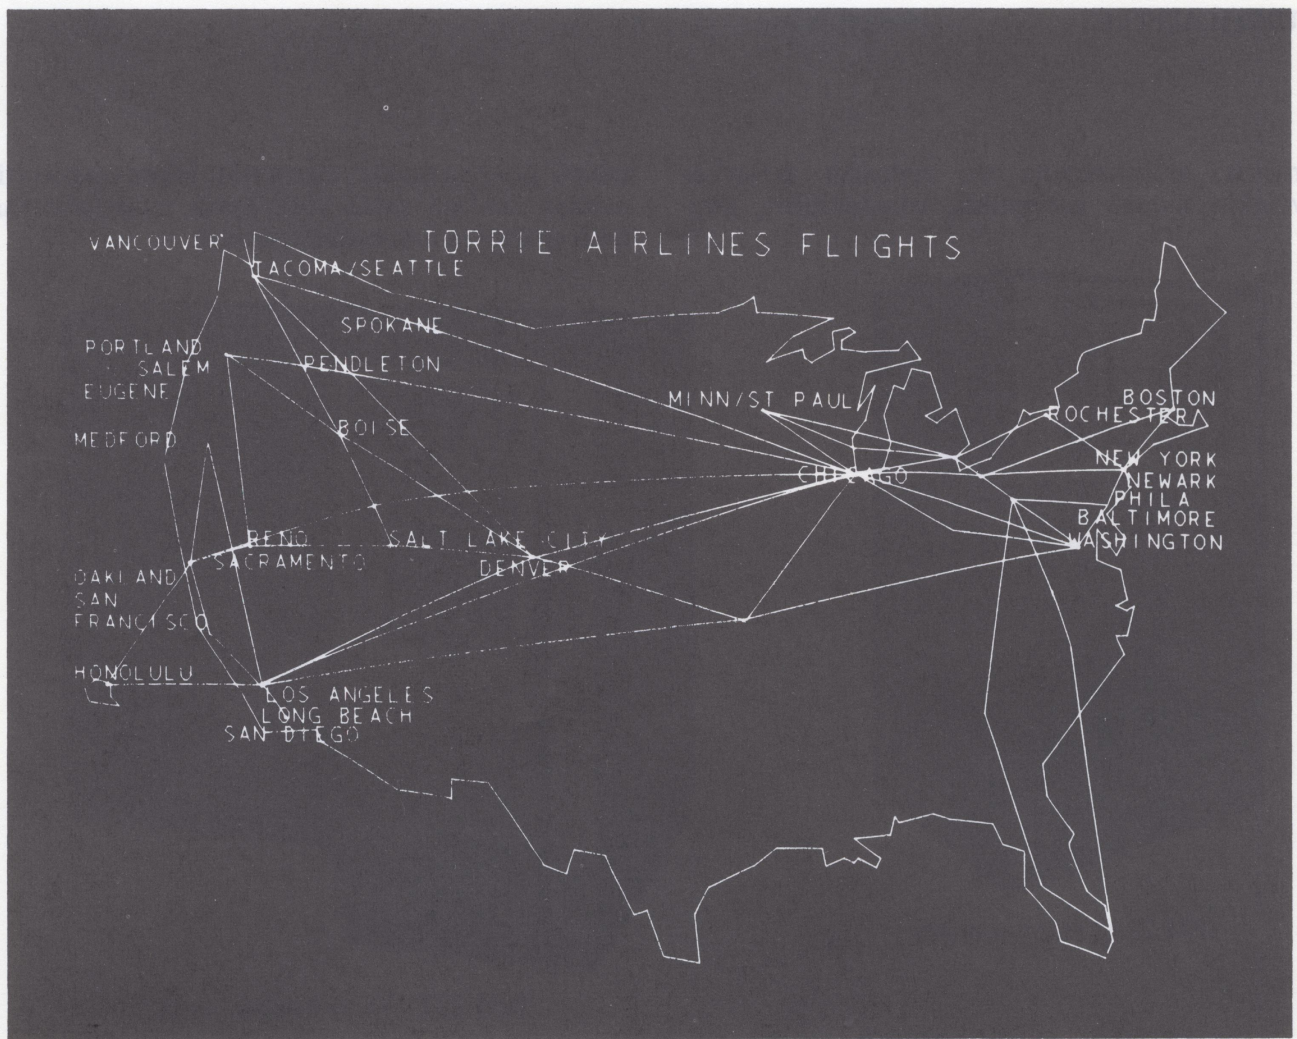 VANCOUVER
TORRIE AIRLINES FLIGHTS
TACOMA/SEATTLE
SPOKANE
PORTLAND
SALEM
PENDLETON
EUGENE
MINN/ST PAUL
BOSTON
ROCHESTER
BOISE
MEDFORD
NEW YORK
CHICAGO
NEWARK
PHILA
BALTIMORE
RENO
SALT LAKE CITY
WASHINGTON
SACRAMENTO
DENVER
OAKLAND
SAN
FRANCISCO
HONOLULU
LOS ANGELES
LONG BEACH
SAN DIEGO